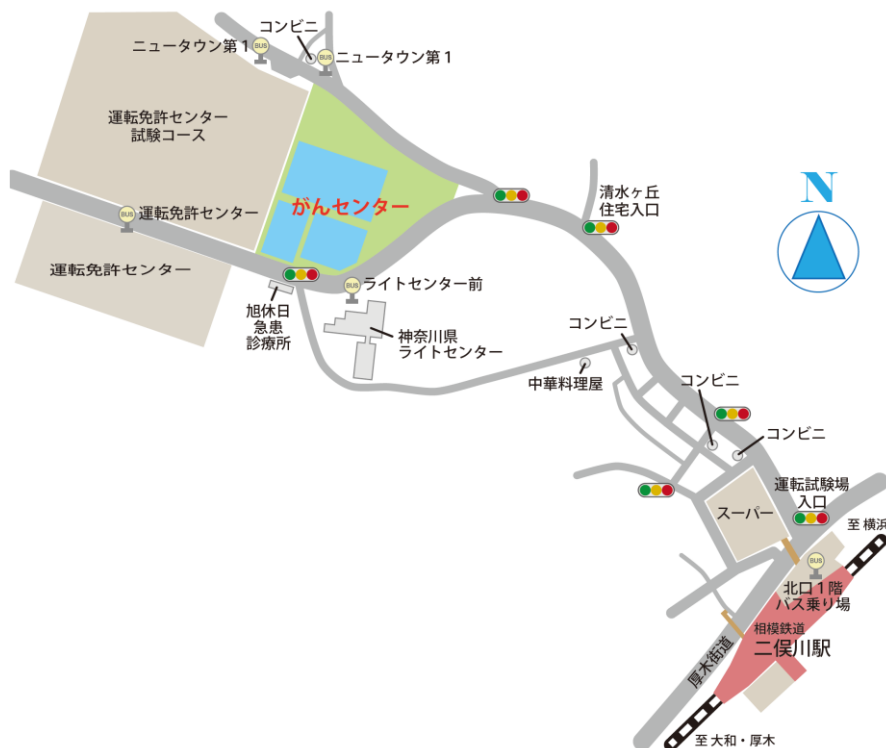 コンビニ
ニュータウン第1
BUS
BUS
ニュータウン第1
運転免許センター
試験コース
がんセンター
清水ヶ丘
住宅入口
N
BUS
運転免許センター
運転免許センター
BUS
ライトセンター前
旭休日
急患
診療所
神奈川県
ライトセンター
コンビニ
中華料理屋
コンビニ
コンビニ
運転試験場
入口
スーパー
至 横浜
BUS
北口1階
バス乗り場
相模鉄道
二俣川駅
厚木街道
至 大和・厚木